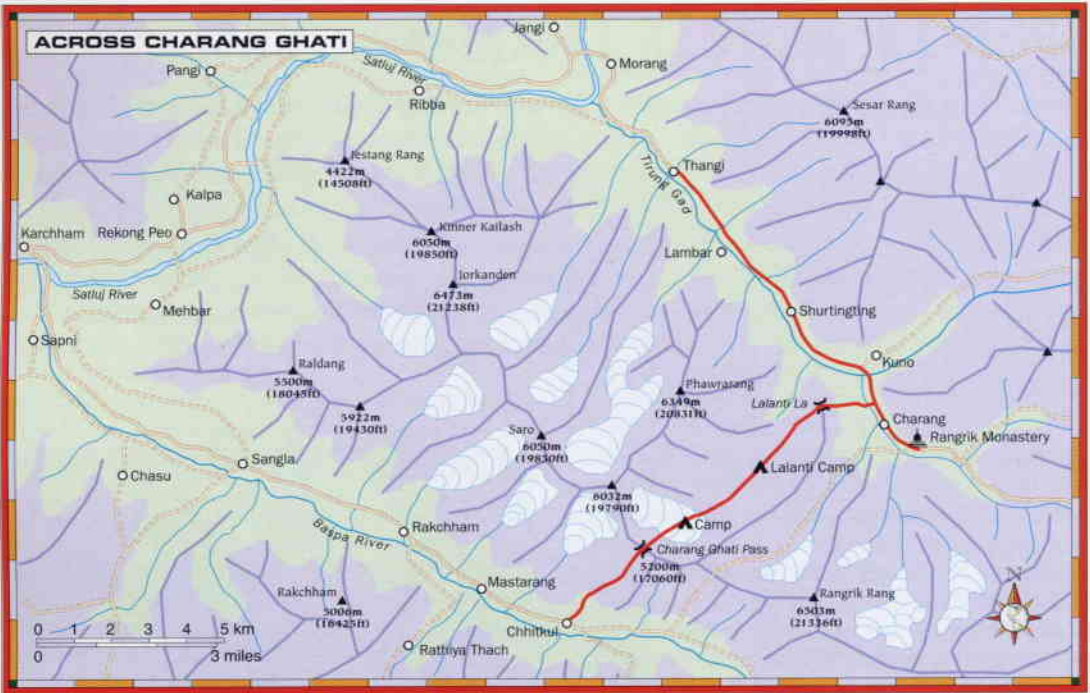 ACROSS CHARANG GHATI
Jangi
Morang
Pangi
Satluj River
Ribba
Sesar Rang
6095m
(19998ft)
Jestang Rang
4422m
(14508ft)
Thangi
Tirung Gad
Kalpa
Kinner Kailash
6050m
(19850ft)
Karchham
Rekong Peo
Lambar
Jorkanden
6473m
(21238ft)
Satluj River
Mehbar
Shurtingting
Sapni
Kuno
Raldang
5500m
(18045ft)
5922m
(19430ft)
Phawrarang
6349m
(20831ft)
Lalanti La
Charang
Saro
6050m
(19850ft)
Rangrik Monastery
Sangla
Chasu
Lalanti Camp
6032m
(19790ft)
Baspa River
Rakchham
Camp
Charang Ghati Pass
5200m
(17060ft)
Mastarang
Rakchham
5006m
(16425ft)
Rangrik Rang
6503m
(21336ft)
N
Chhitkul
Rathiya Thach
0 1 2 3 4 5 km
0 3 miles